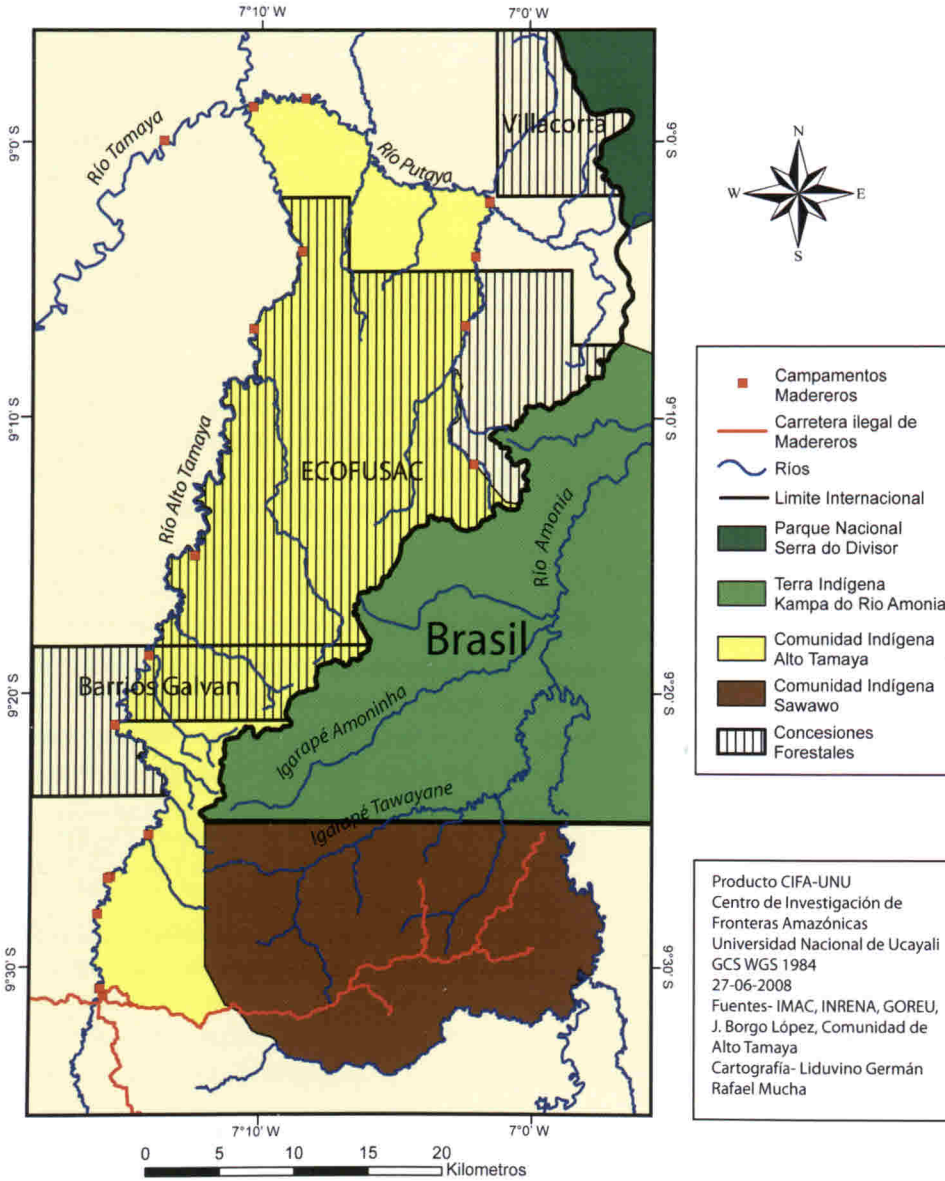 7°10' W
7°0' W
9°0' S
9°0' S
Río Tamaya
Río Putaya
Villacorta
N
W
E
S
9°10' S
9°10' S
Río Alto Tamaya
ECOFUSAC
Río Amonia
Brasil
9°20' S
9°20' S
Barrios Galvan
Igarapé Amoninha
Igarapé Tawayane
9°30' S
9°30' S
7°10' W
7°0' W
0 5 10 15 20
Kilometros
Campamentos
Madereros
Carretera ilegal de
Madereros
Ríos
Limite Internacional
Parque Nacional
Serra do Divisor
Terra Indígena
Kampa do Rio Amonia
Comunidad Indígena
Alto Tamaya
Comunidad Indígena
Sawawo
Concesiones
Forestales
Producto CIFA-UNU
Centro de Investigación de
Fronteras Amazónicas
Universidad Nacional de Ucayali
GCS WGS 1984
27-06-2008
Fuentes- IMAC, INRENA, GOREU,
J. Borgo López, Comunidad de
Alto Tamaya
Cartografía- Liduvino Germán
Rafael Mucha